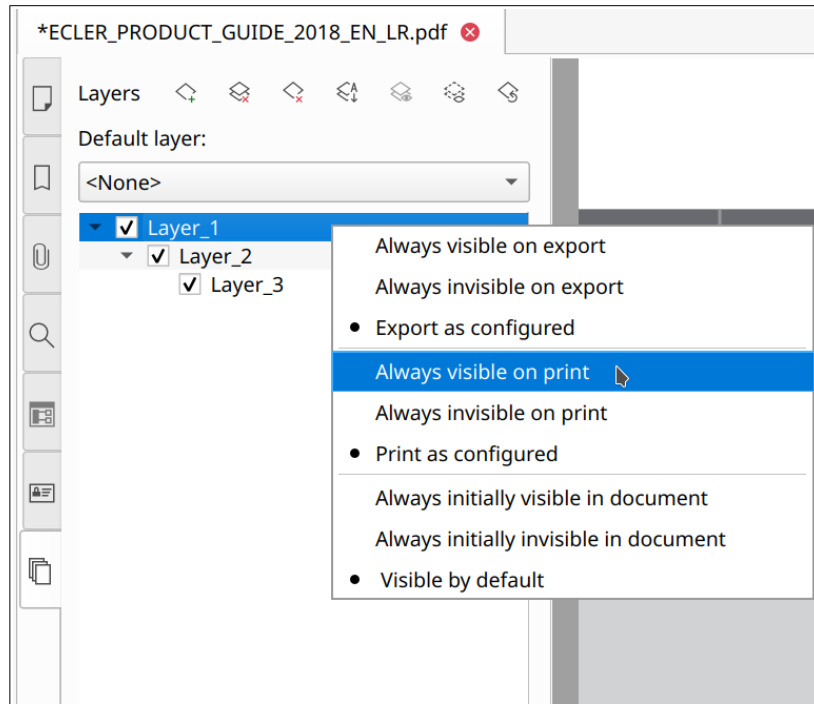 *ECLER_PRODUCT_GUIDE_2018_EN_LR.pdf
Layers
Default layer:
<None>
Layer_1
Layer_2
Layer_3
Always visible on export
Always invisible on export
Export as configured
Always visible on print
Always invisible on print
Print as configured
Always initially visible in document
Always initially invisible in document
Visible by default